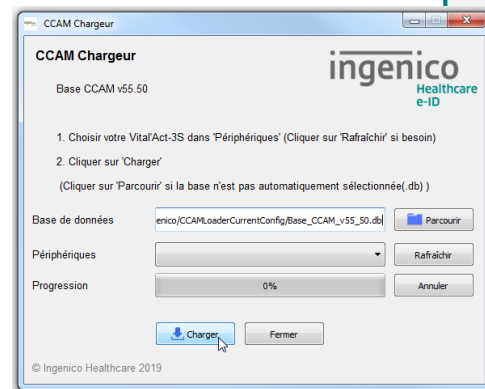 CCAM Chargeur
CCAM Chargeur
ingenico
Healthcare
e-ID
Base CCAM v55.50
1. Choisir votre Vital'Act-3S dans 'Périphériques' (Cliquer sur 'Rafraîchir' si besoin)
2. Cliquer sur 'Charger'
(Cliquer sur 'Parcourir' si la base n'est pas automatiquement sélectionnée(.db) )
Base de données enico/CCAMLoaderCurrentConfig/Base_CCAM_v55_50.db Parcourir
Périphériques Rafraîchir
Progression 0% Annuler
Charger Fermer
© Ingenico Healthcare 2019